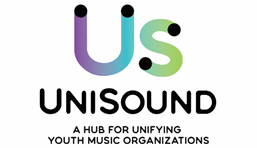 Us
UNISOUND
A HUB FOR UNIFYING
YOUTH MUSIC ORGANIZATIONS